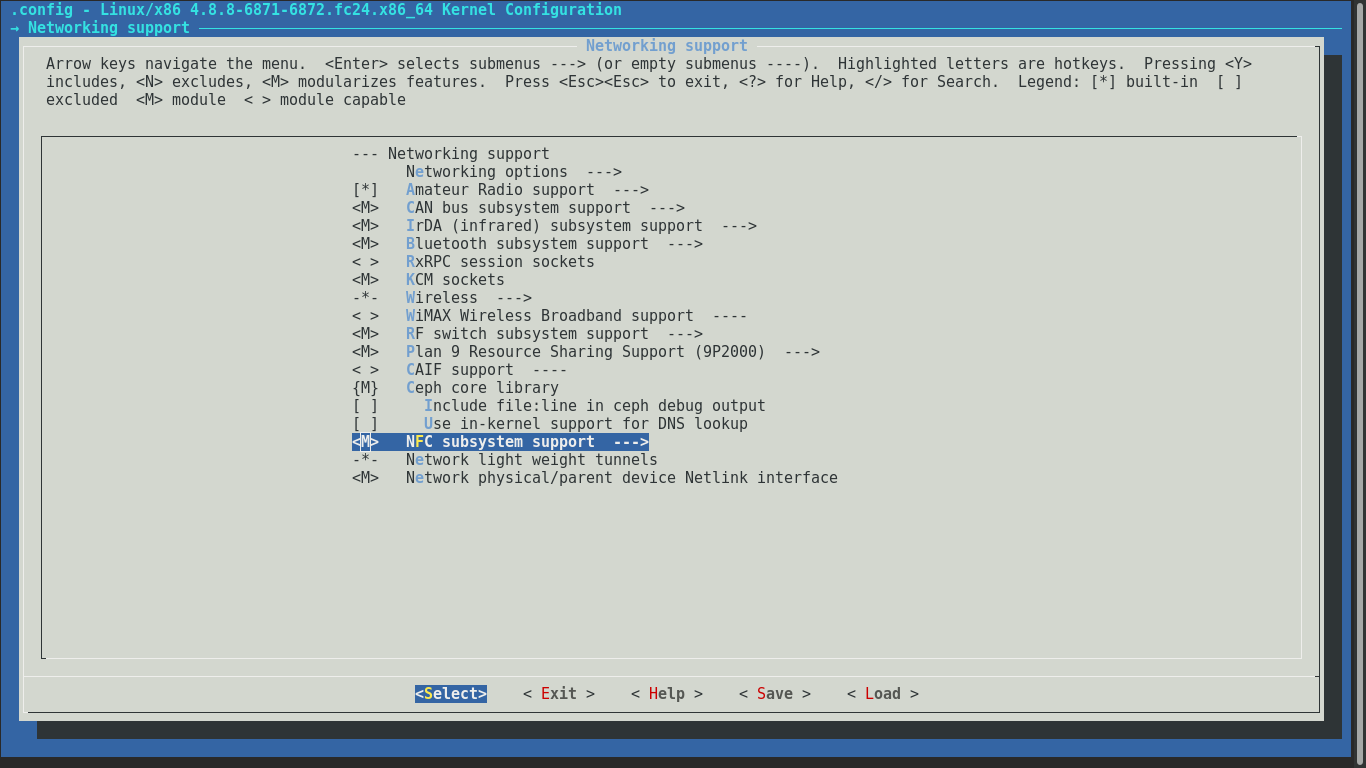 .config - Linux/x86 4.8.8-6871-6872.fc24.x86_64 Kernel Configuration
→ Networking support
Networking support
Arrow keys navigate the menu.  <Enter> selects submenus ---> (or empty submenus ----).  Highlighted letters are hotkeys.  Pressing <Y>
includes, <N> excludes, <M> modularizes features.  Press <Esc><Esc> to exit, <?> for Help, </> for Search.  Legend: [*] built-in  [ ]
excluded  <M> module  < > module capable
--- Networking support
Networking options  --->
[*]   Amateur Radio support  --->
<M>   CAN bus subsystem support  --->
<M>   IrDA (infrared) subsystem support  --->
<M>   Bluetooth subsystem support  --->
< >   RxRPC session sockets
<M>   KCM sockets
-*-   Wireless  --->
< >   WiMAX Wireless Broadband support  ----
<M>   RF switch subsystem support  --->
<M>   Plan 9 Resource Sharing Support (9P2000)  --->
< >   CAIF support  ----
{M}   Ceph core library
[ ]     Include file:line in ceph debug output
[ ]     Use in-kernel support for DNS lookup
<M>   NFC subsystem support  --->
-*-   Network light weight tunnels
<M>   Network physical/parent device Netlink interface
<Select>    < Exit >    < Help >    < Save >    < Load >